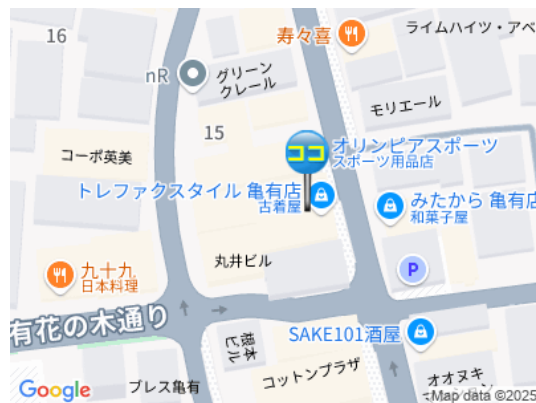 16
寿々喜
ライムハイツ・アベ
nR
グリーン
クレール
モリエール
15
コーポ英美
ココ
オリンピアスポーツ
スポーツ用品店
トレファクスタイル 亀有店
古着屋
みたから 亀有店
和菓子屋
丸井ビル
P
九十九
日本料理
有花の木通り
根本
ビル
SAKE101酒屋
コットンプラザ
プレス亀有
オオヌキ
Google
Map data ©2025